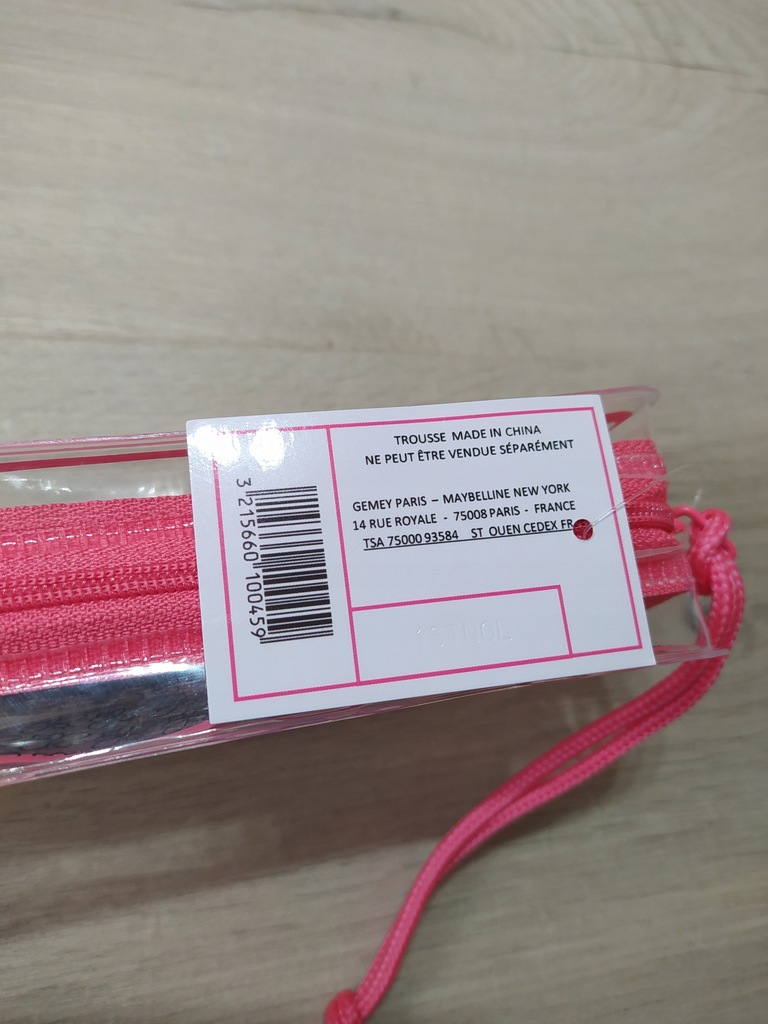 TROUSSE MADE IN CHINA
NE PEUT ÊTRE VENDUE SÉPARÉMENT
GEMEY PARIS – MAYBELLINE NEW YORK
14 RUE ROYALE - 75008 PARIS - FRANCE
TSA 75000 93584 ST OUEN CEDEX FR
3 215660 100459